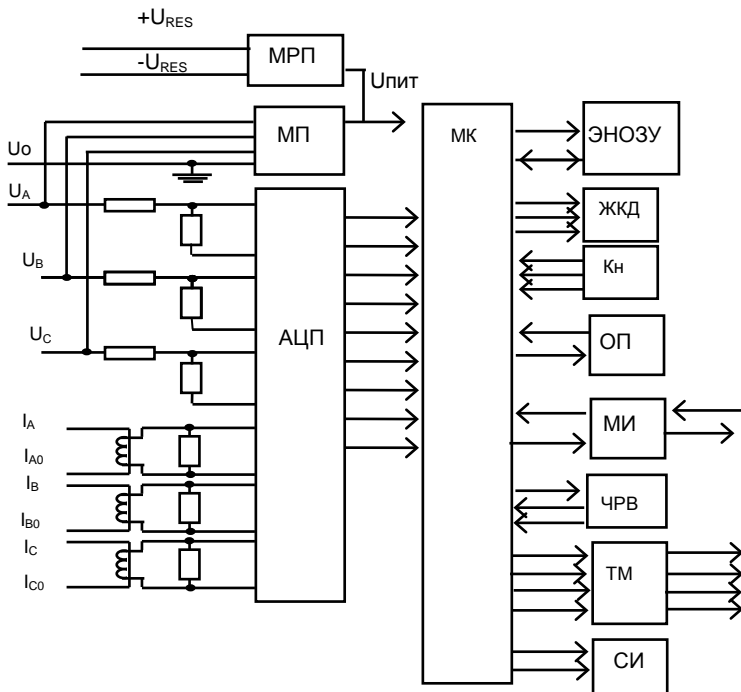 +U_RES
-U_RES
МРП
Uпит
МП
МК
ЭНОЗУ
Uo
U_A
ЖКД
U_B
Кн
U_C
АЦП
ОП
I_A
МИ
I_A0
I_B
ЧРВ
I_B0
I_C
ТМ
I_C0
СИ